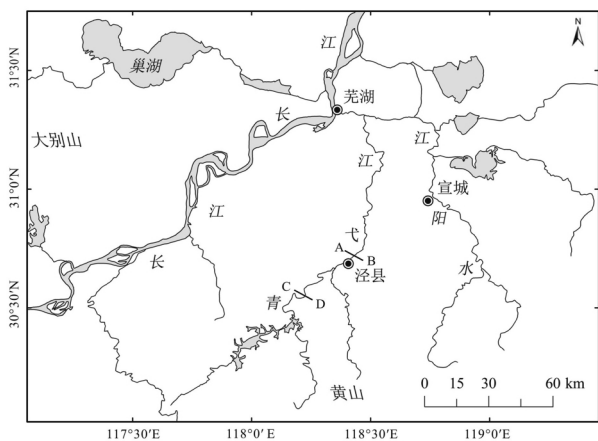 N
31°30′N
31°0′N
30°30′N
117°30′E
118°0′E
118°30′E
119°0′E
巢湖
大别山
长
江
芜湖
江
长
江
江
弋
A
B
泾县
C
D
青
黄山
宣城
阳
水
江
0 15 30 60 km